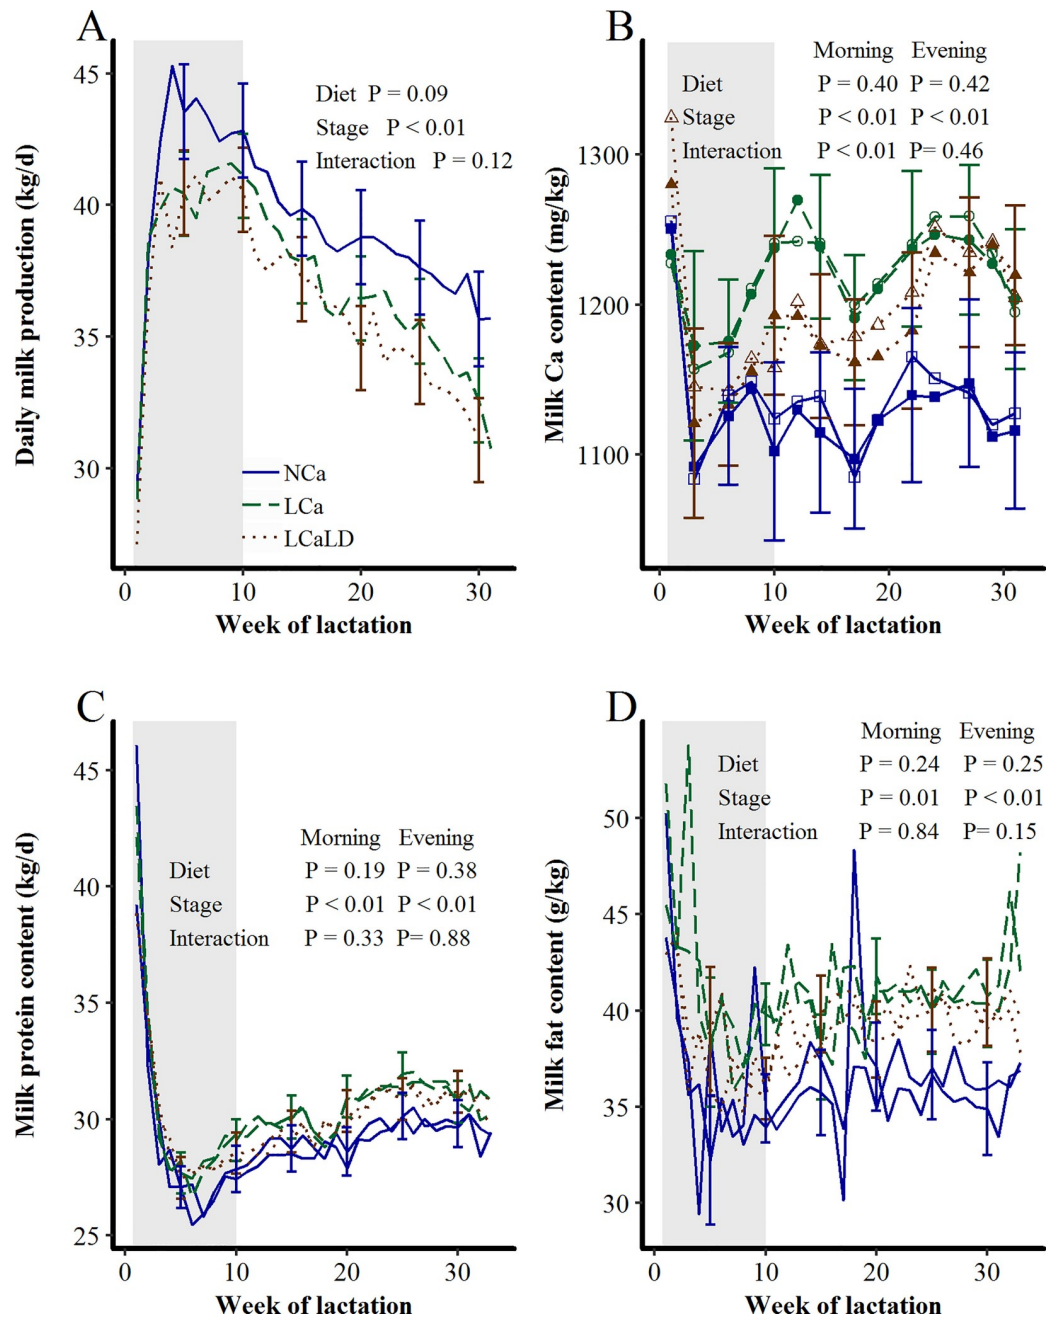 A
Daily milk production (kg/d)
45
40
35
30
Diet P = 0.09
Stage P < 0.01
Interaction P = 0.12
NCa
LCa
LCaLD
0 10 20 30
Week of lactation
B
Milk Ca content (mg/kg)
1300
1200
1100
Morning Evening
Diet P = 0.40 P = 0.42
Stage P < 0.01 P < 0.01
Interaction P < 0.01 P= 0.46
0 10 20 30
Week of lactation
C
Milk protein content (kg/d)
45
40
35
30
25
Morning Evening
Diet P = 0.19 P = 0.38
Stage P < 0.01 P < 0.01
Interaction P = 0.33 P= 0.88
0 10 20 30
Week of lactation
D
Milk fat content (g/kg)
50
45
40
35
30
Morning Evening
Diet P = 0.24 P = 0.25
Stage P = 0.01 P < 0.01
Interaction P = 0.84 P= 0.15
0 10 20 30
Week of lactation